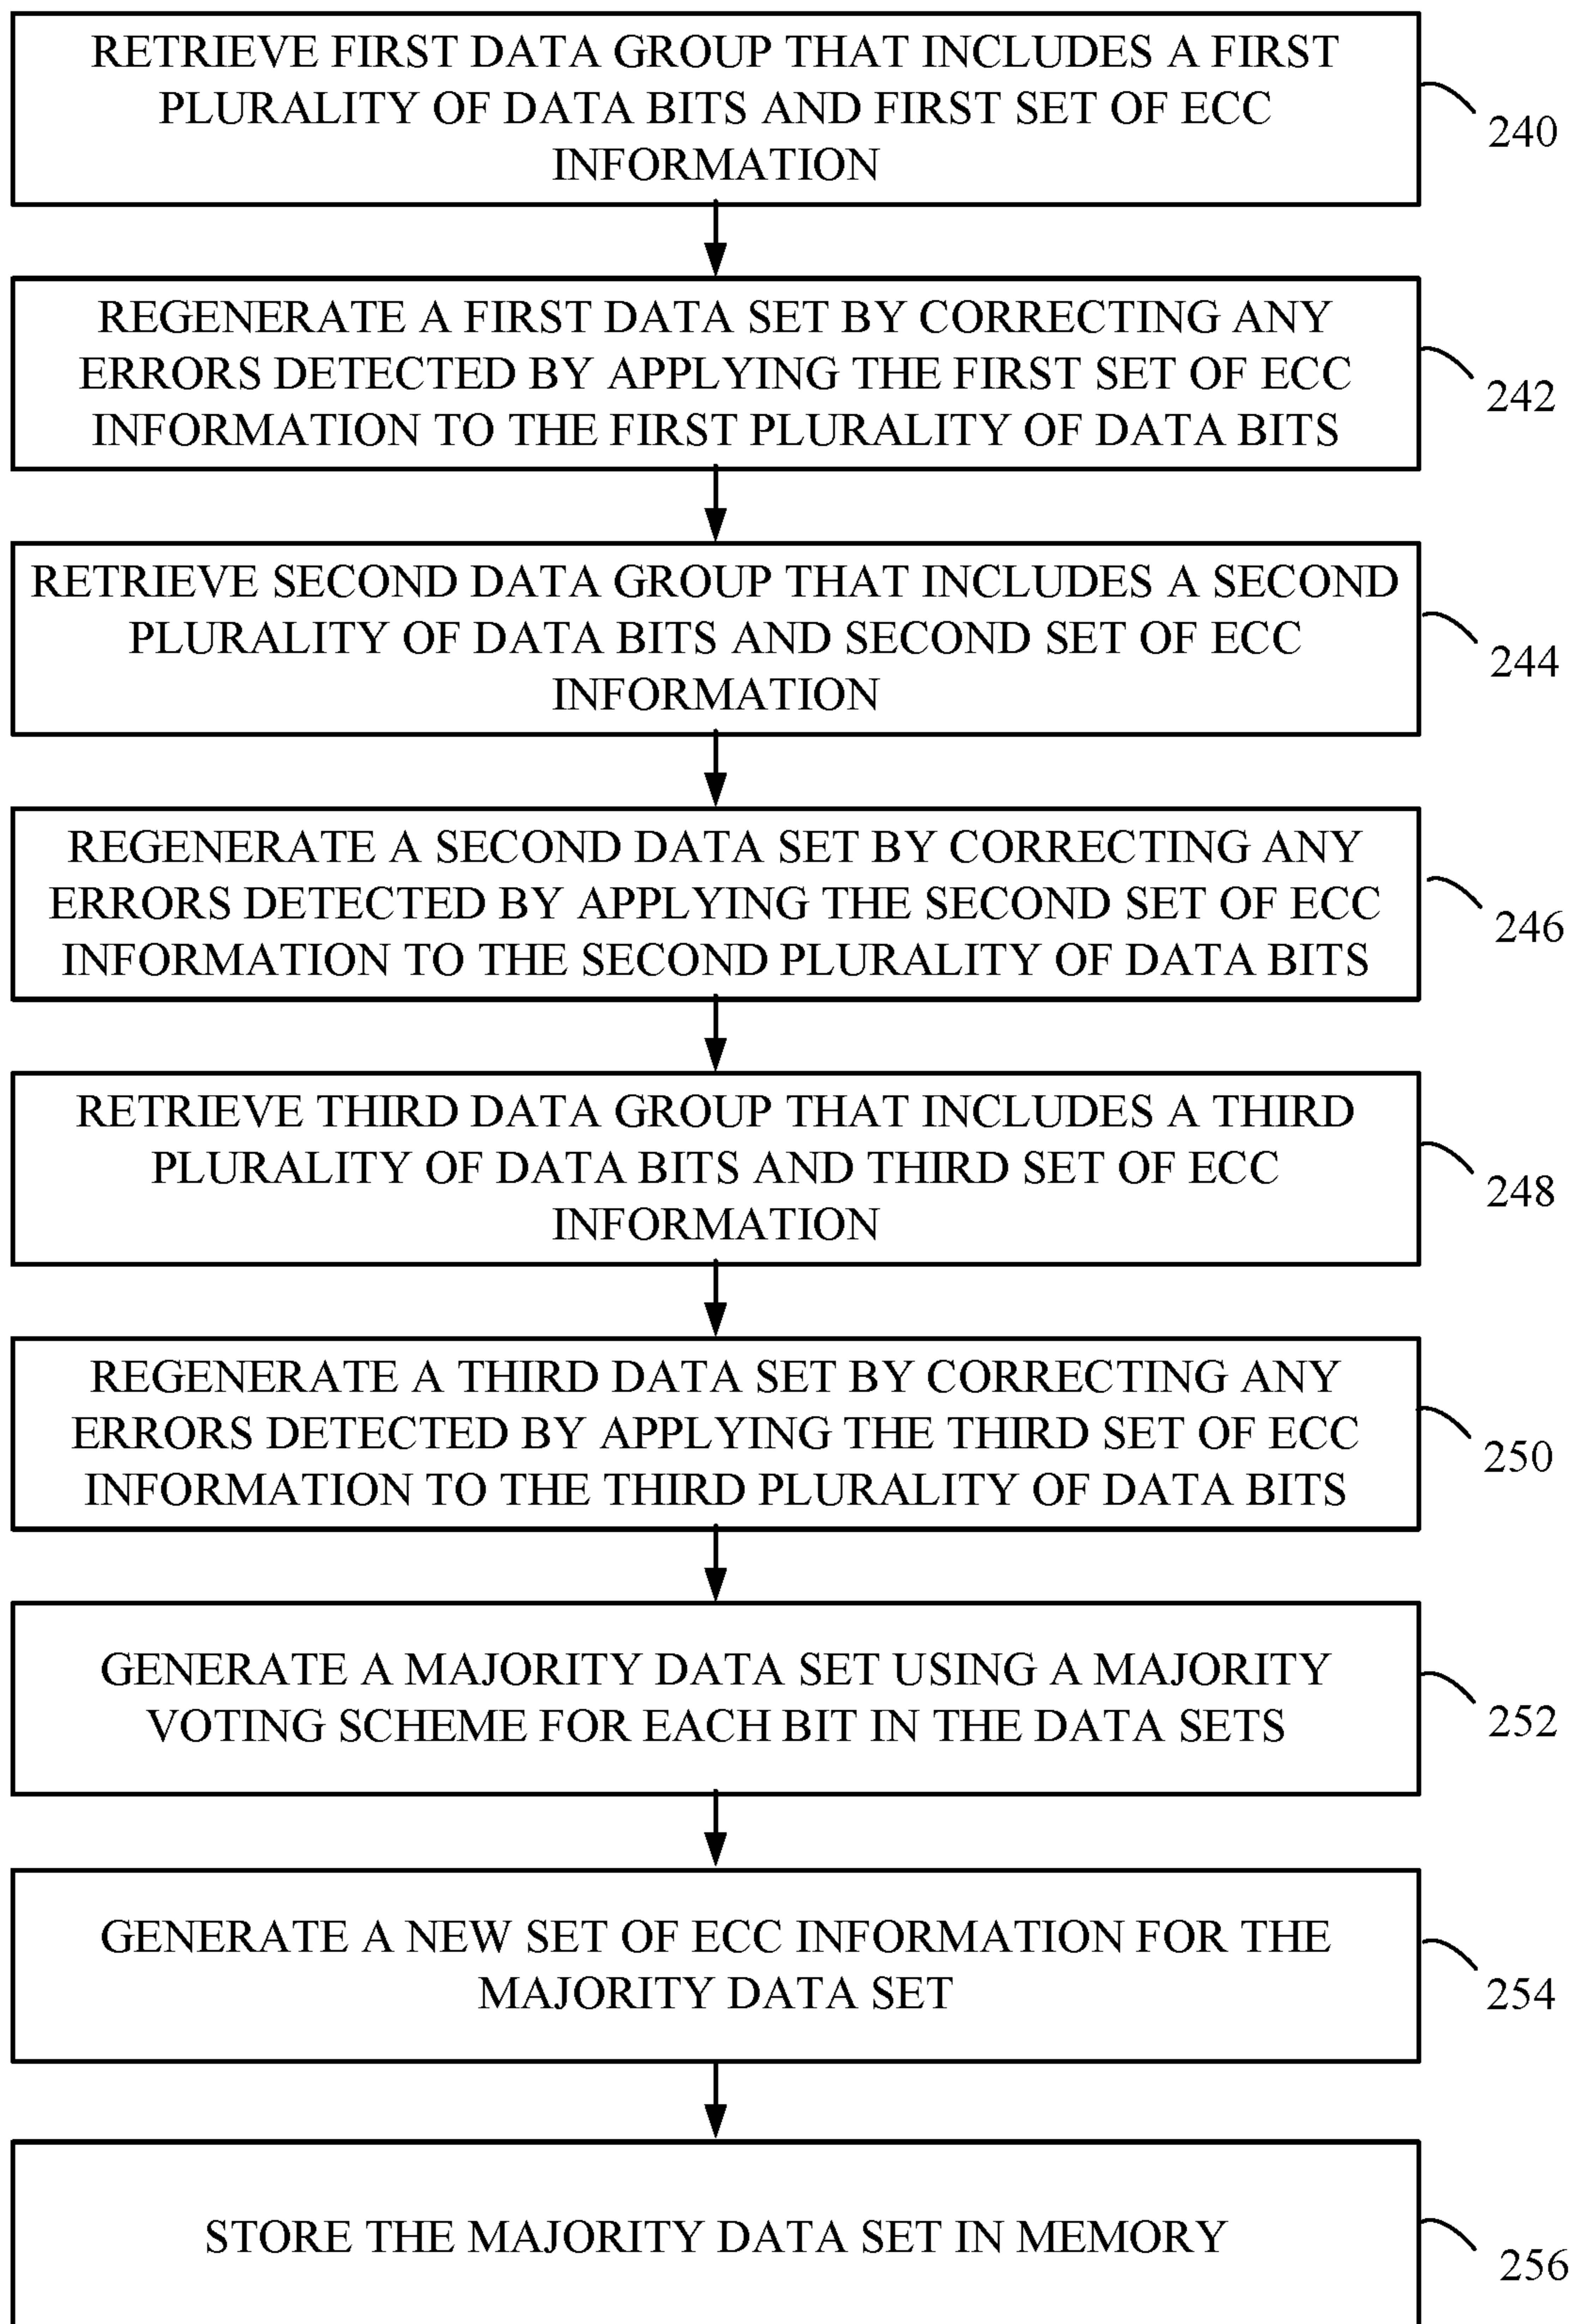 RETRIEVE FIRST DATA GROUP THAT INCLUDES A FIRST
PLURALITY OF DATA BITS AND FIRST SET OF ECC
INFORMATION
240
REGENERATE A FIRST DATA SET BY CORRECTING ANY
ERRORS DETECTED BY APPLYING THE FIRST SET OF ECC
INFORMATION TO THE FIRST PLURALITY OF DATA BITS
242
RETRIEVE SECOND DATA GROUP THAT INCLUDES A SECOND
PLURALITY OF DATA BITS AND SECOND SET OF ECC
INFORMATION
244
REGENERATE A SECOND DATA SET BY CORRECTING ANY
ERRORS DETECTED BY APPLYING THE SECOND SET OF ECC
INFORMATION TO THE SECOND PLURALITY OF DATA BITS
246
RETRIEVE THIRD DATA GROUP THAT INCLUDES A THIRD
PLURALITY OF DATA BITS AND THIRD SET OF ECC
INFORMATION
248
REGENERATE A THIRD DATA SET BY CORRECTING ANY
ERRORS DETECTED BY APPLYING THE THIRD SET OF ECC
INFORMATION TO THE THIRD PLURALITY OF DATA BITS
250
GENERATE A MAJORITY DATA SET USING A MAJORITY
VOTING SCHEME FOR EACH BIT IN THE DATA SETS
252
GENERATE A NEW SET OF ECC INFORMATION FOR THE
MAJORITY DATA SET
254
STORE THE MAJORITY DATA SET IN MEMORY
256